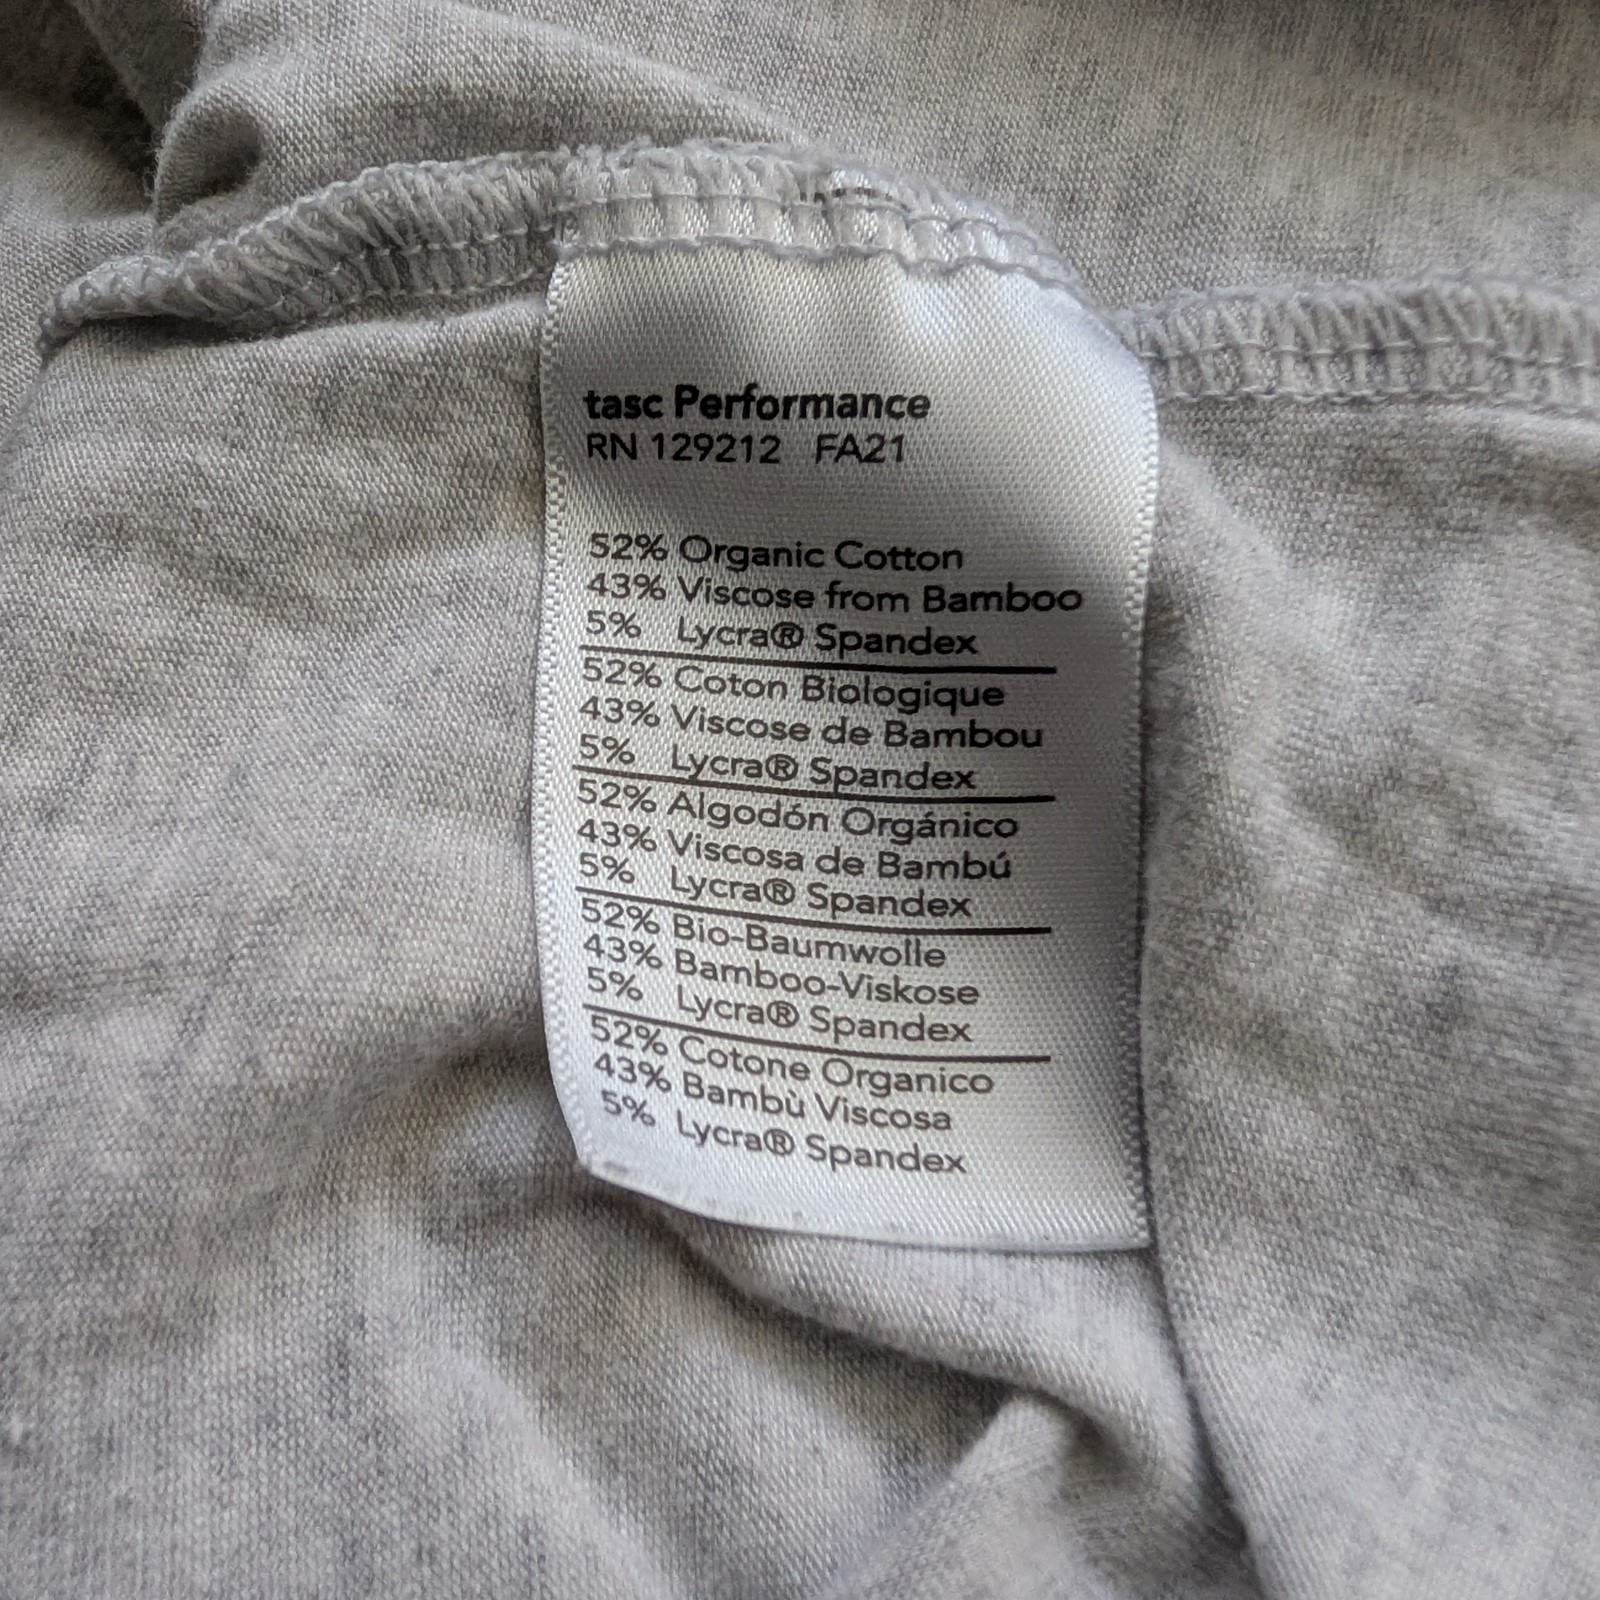 tasc Performance
RN 129212 FA21
52% Organic Cotton
43% Viscose from Bamboo
5% Lycra® Spandex
52% Coton Biologique
43% Viscose de Bambou
5% Lycra® Spandex
52% Algodón Orgánico
43% Viscosa de Bambú
5% Lycra® Spandex
52% Bio-Baumwolle
43% Bamboo-Viskose
5% Lycra® Spandex
52% Cotone Organico
43% Bambù Viscosa
5% Lycra® Spandex